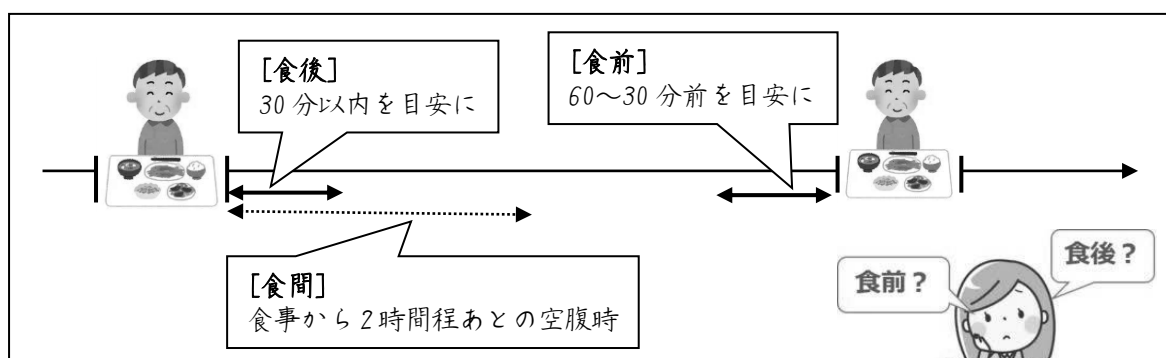 [食後]
30分以内を目安に
[食前]
60～30分前を目安に
[食間]
食事から2時間程あとの空腹時
食前？
食後？